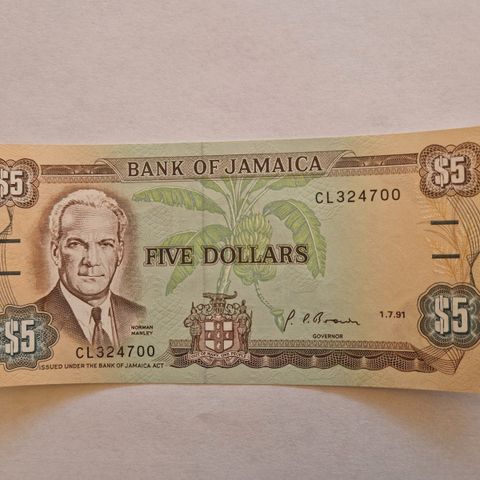 BANK OF JAMAICA
$5
$5
CL324700
FIVE DOLLARS
NORMAN
MANLEY
1.7.91
GOVERNOR
$5
$5
CL324700
ISSUED UNDER THE BANK OF JAMAICA ACT